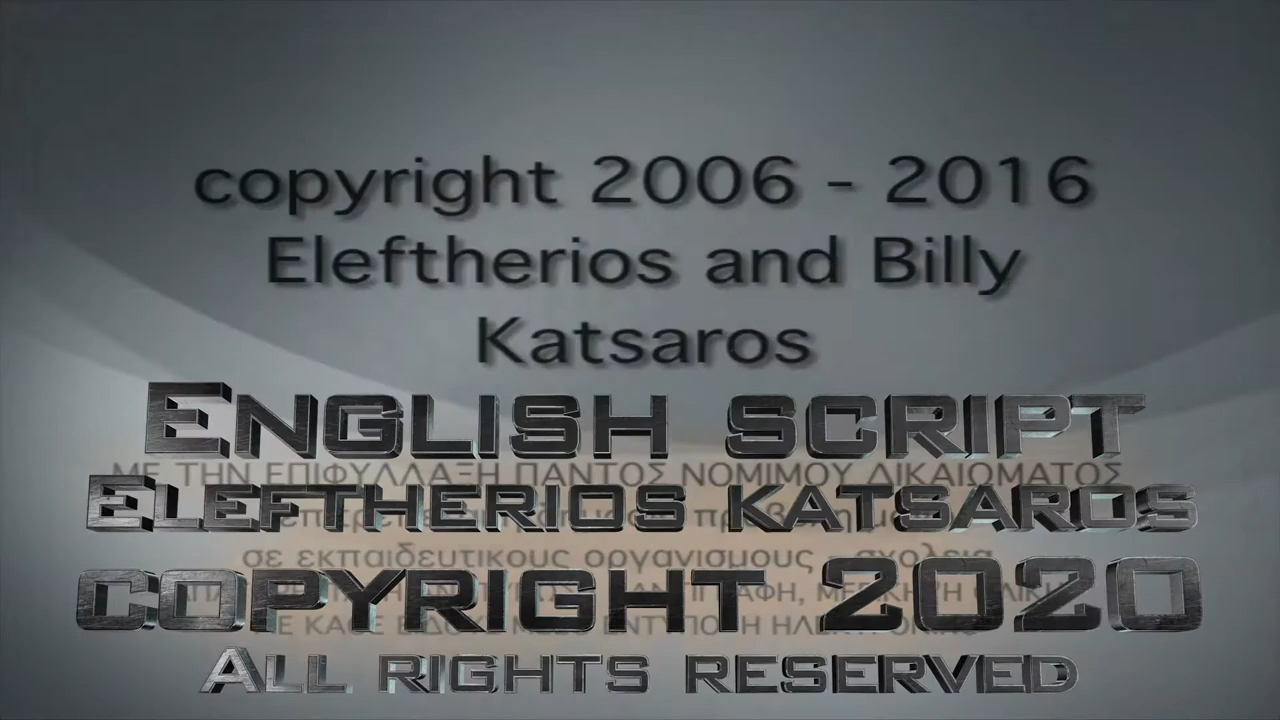 copyright 2006 - 2016
Eleftherios and Billy
Katsaros
ENGLISH SCRIPT
ΜΕ ΤΗΝ ΕΠΙΦΥΛΛΑΞΗ ΠΑΝΤΟΣ ΝΟΜΙΜΟΥ ΔΙΚΑΙΩΜΑΤΟΣ
ELEFTHERIOS KATSAROS
σε εκπαιδευτικους οργανισμους - σχολεια
COPYRIGHT 2020
ALL RIGHTS RESERVED